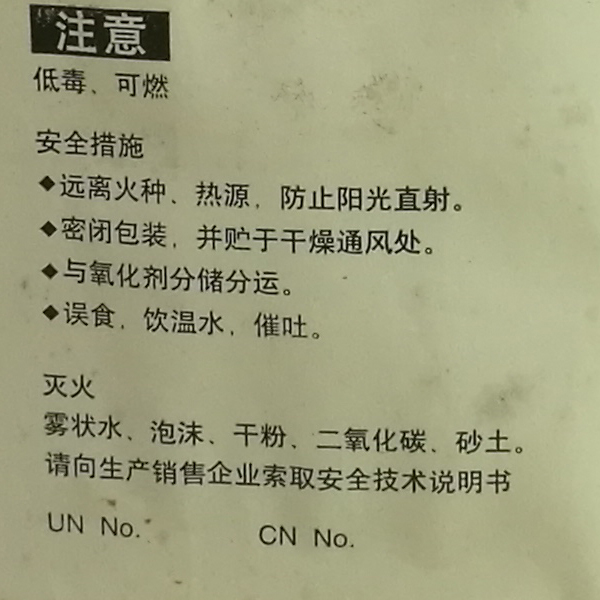 注意
低毒、可燃
安全措施
◆远离火种、热源，防止阳光直射。
◆密闭包装，并贮于干燥通风处。
◆与氧化剂分储分运。
◆误食，饮温水，催吐。
灭火
雾状水、泡沫、干粉、二氧化碳、砂土。
请向生产销售企业索取安全技术说明书
UN No. CN No.